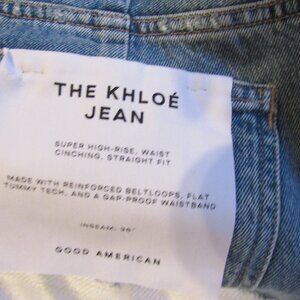 THE KHLOÉ
JEAN
SUPER HIGH-RISE, WAIST
CINCHING, STRAIGHT FIT
MADE WITH REINFORCED BELTLOOPS, FLAT
TUMMY TECH, AND A GAP-PROOF WAISTBAND
INSEAM:
GOOD AMERICAN